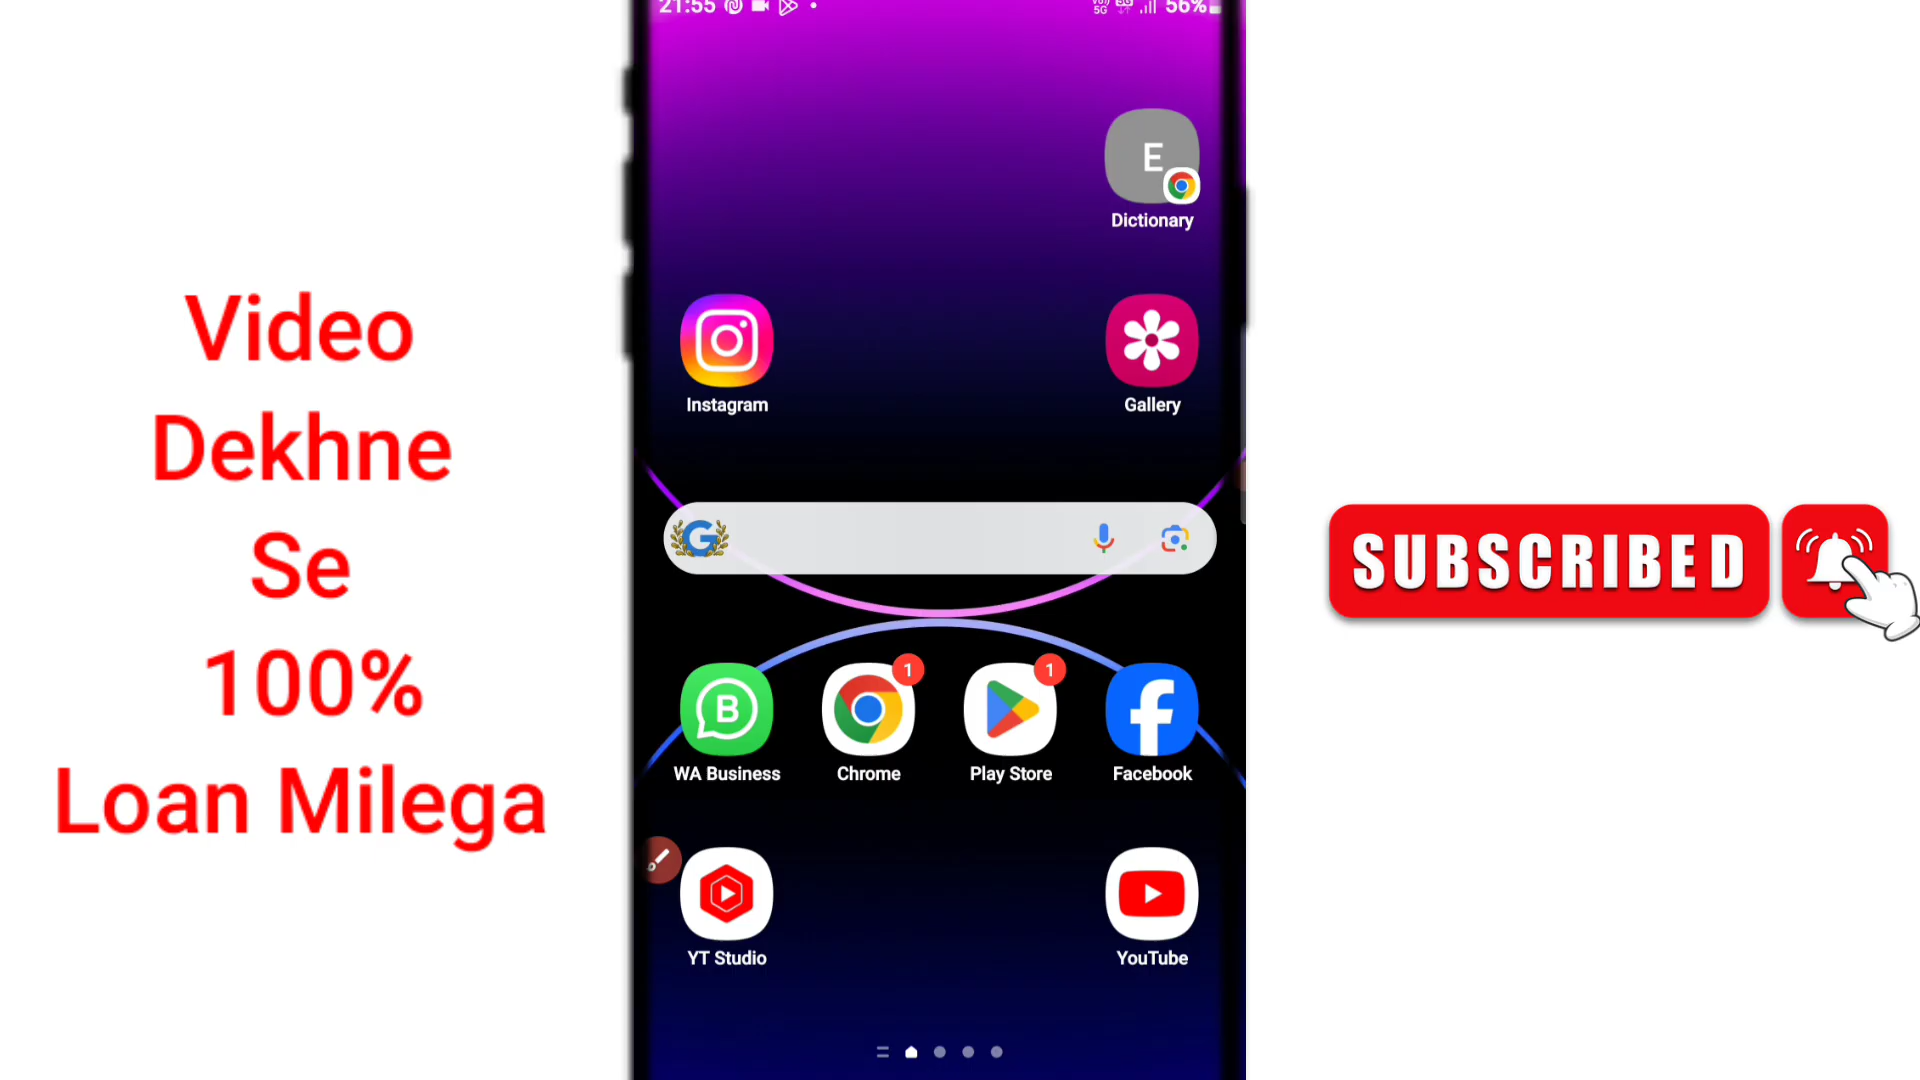 21:55
5G
56%
E
Dictionary
Instagram
Gallery
G
Video
Dekhne
Se
100%
Loan Milega
SUBSCRIBED
B
1
1
WA Business
Chrome
Play Store
Facebook
YT Studio
YouTube